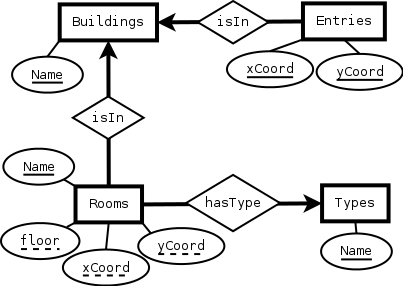 Buildings
isIn
Entries
Name
xCoord
yCoord
isIn
Name
Rooms
hasType
Types
floor
xCoord
yCoord
Name